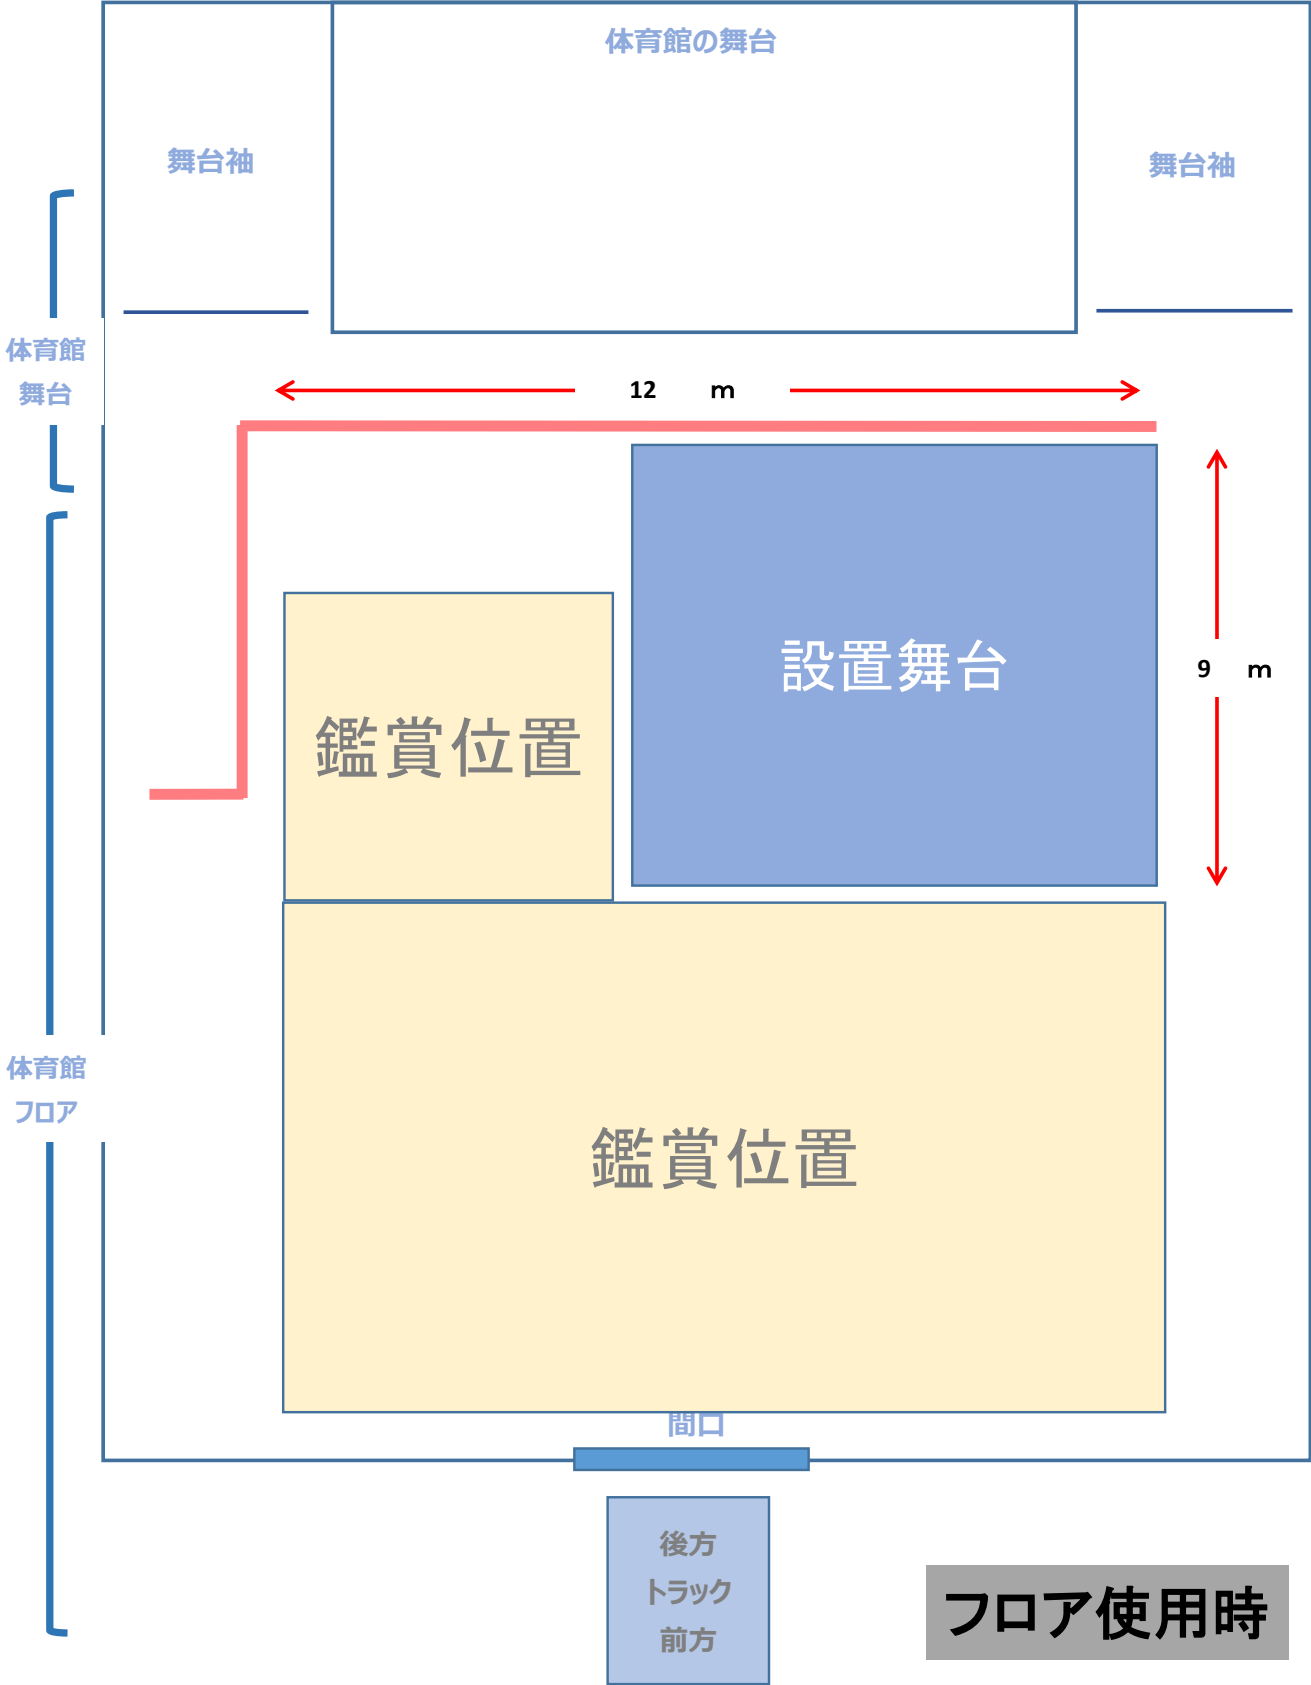 体育館の舞台
舞台袖
舞台袖
体育館
舞台
12 m
設置舞台
9 m
鑑賞位置
体育館
フロア
鑑賞位置
間口
後方
トラック
前方
フロア使用時